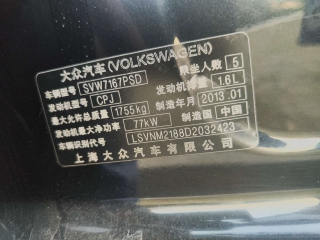 大众汽车(VOLKSWAGEN)
车辆型号 SVW7167PSD 限坐人数 5
发动机型号 CPJ 发动机排量 1.6L
最大允许总质量 1755kg 制造年月 2013.01
发动机最大净功率 77KW 制造国 中国
车辆识别代号 LSVNM2188D2032423
上海大众汽车有限公司